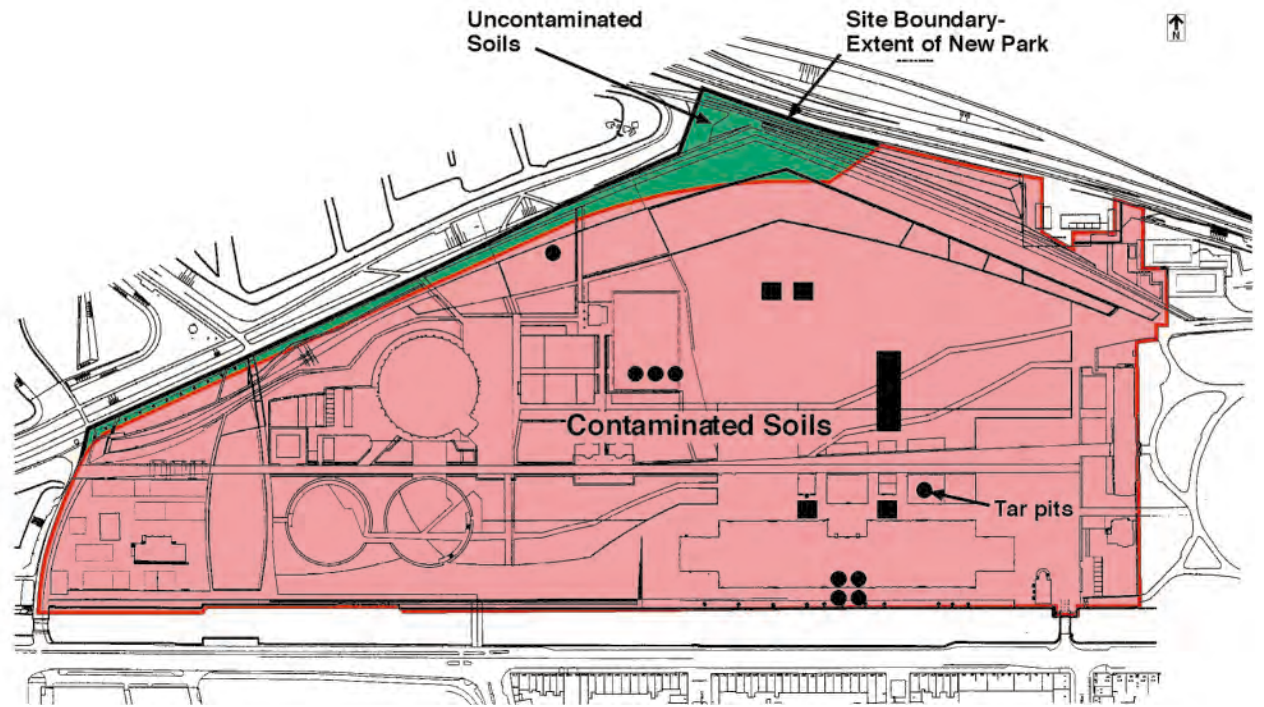 Uncontaminated
Soils
Site Boundary-
Extent of New Park
N
Contaminated Soils
Tar pits